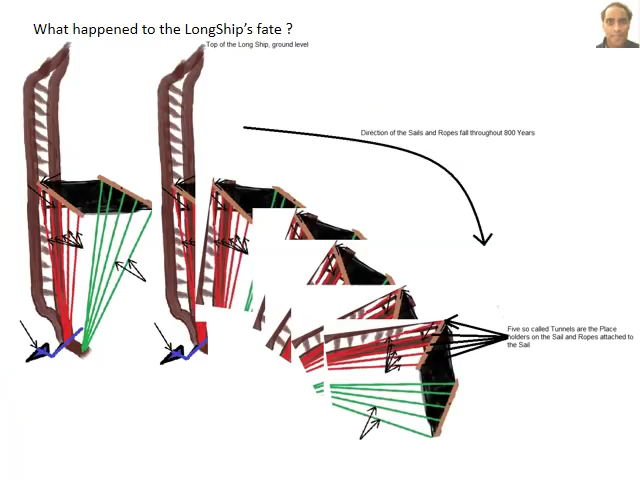 What happened to the LongShip's fate ?
Top of the Long Ship, ground level
Direction of the Sails and Ropes fall throughout 800 Years
Five so called Tunnels are the Place
holders on the Sail and Ropes attached to
the Sail